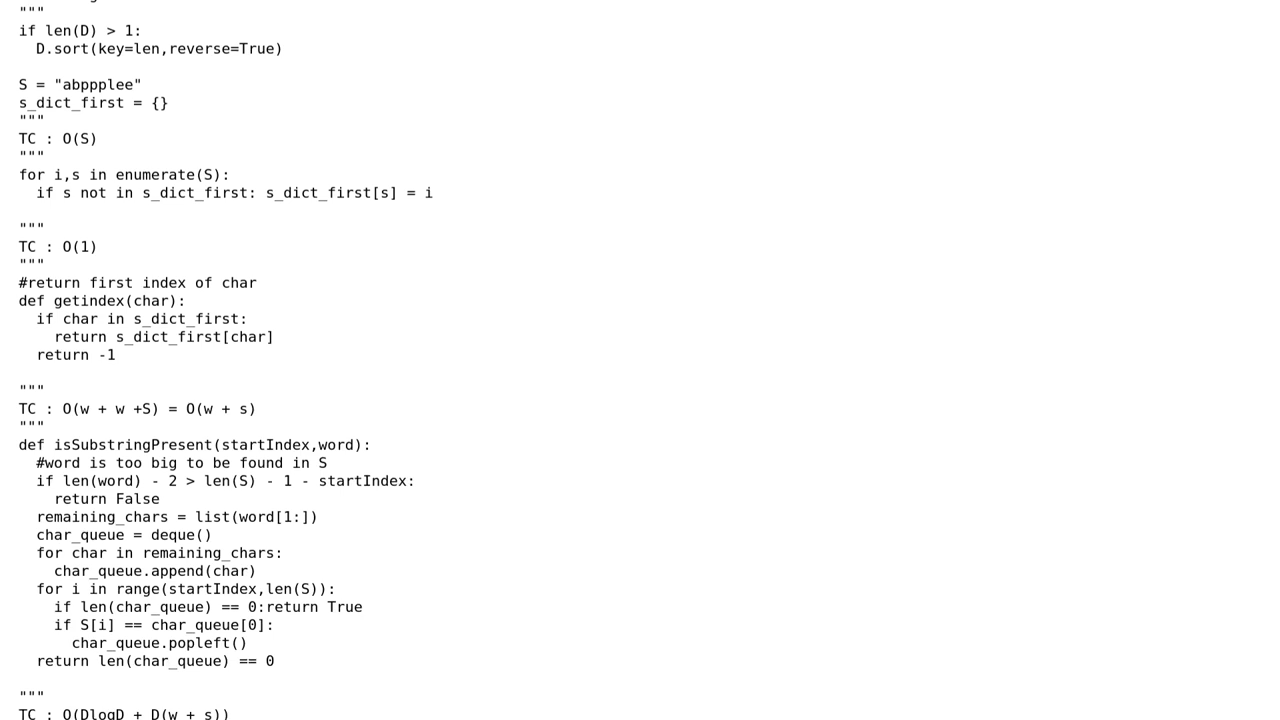 """
if len(D) > 1:
  D.sort(key=len,reverse=True)

S = "abppplee"
s_dict_first = {}
"""
TC : O(S)
"""
for i,s in enumerate(S):
  if s not in s_dict_first: s_dict_first[s] = i

"""
TC : O(1)
"""
#return first index of char
def getindex(char):
  if char in s_dict_first:
    return s_dict_first[char]
  return -1

"""
TC : O(w + w +S) = O(w + s)
"""
def isSubstringPresent(startIndex,word):
  #word is too big to be found in S
  if len(word) - 2 > len(S) - 1 - startIndex:
    return False
  remaining_chars = list(word[1:])
  char_queue = deque()
  for char in remaining_chars:
    char_queue.append(char)
  for i in range(startIndex,len(S)):
    if len(char_queue) == 0:return True
    if S[i] == char_queue[0]:
      char_queue.popleft()
  return len(char_queue) == 0

"""
TC : O(DlogD + D(w + s))